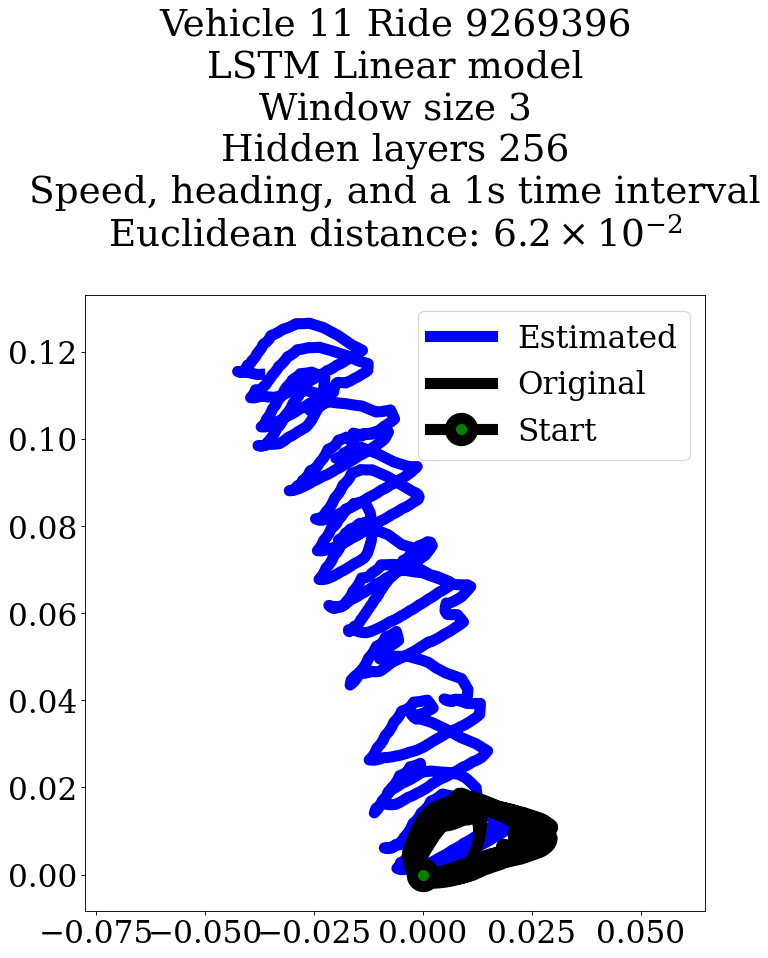 Vehicle 11 Ride 9269396
LSTM Linear model
Window size 3
Hidden layers 256
Speed, heading, and a 1s time interval
Euclidean distance: 6.2 × 10⁻²
Estimated
Original
Start
0.12
0.10
0.08
0.06
0.04
0.02
0.00
−0.075 −0.050 −0.025 0.000 0.025 0.050